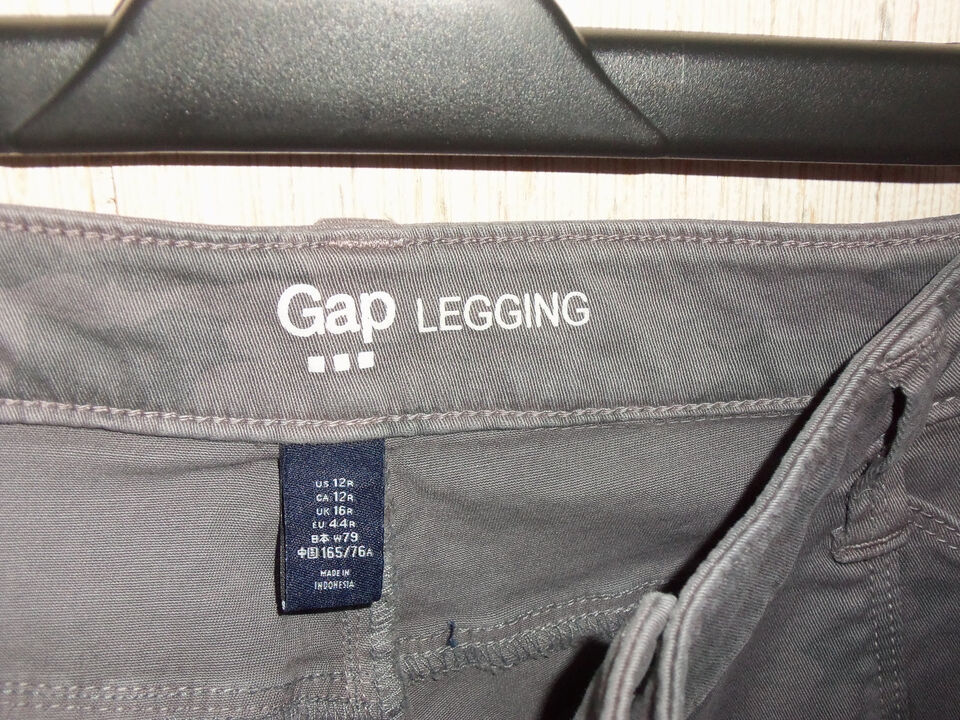 Gap LEGGING
US 12R
CA 12R
UK 16R
EU 44R
日本 W79
中国 165/76A
MADE IN
INDONESIA